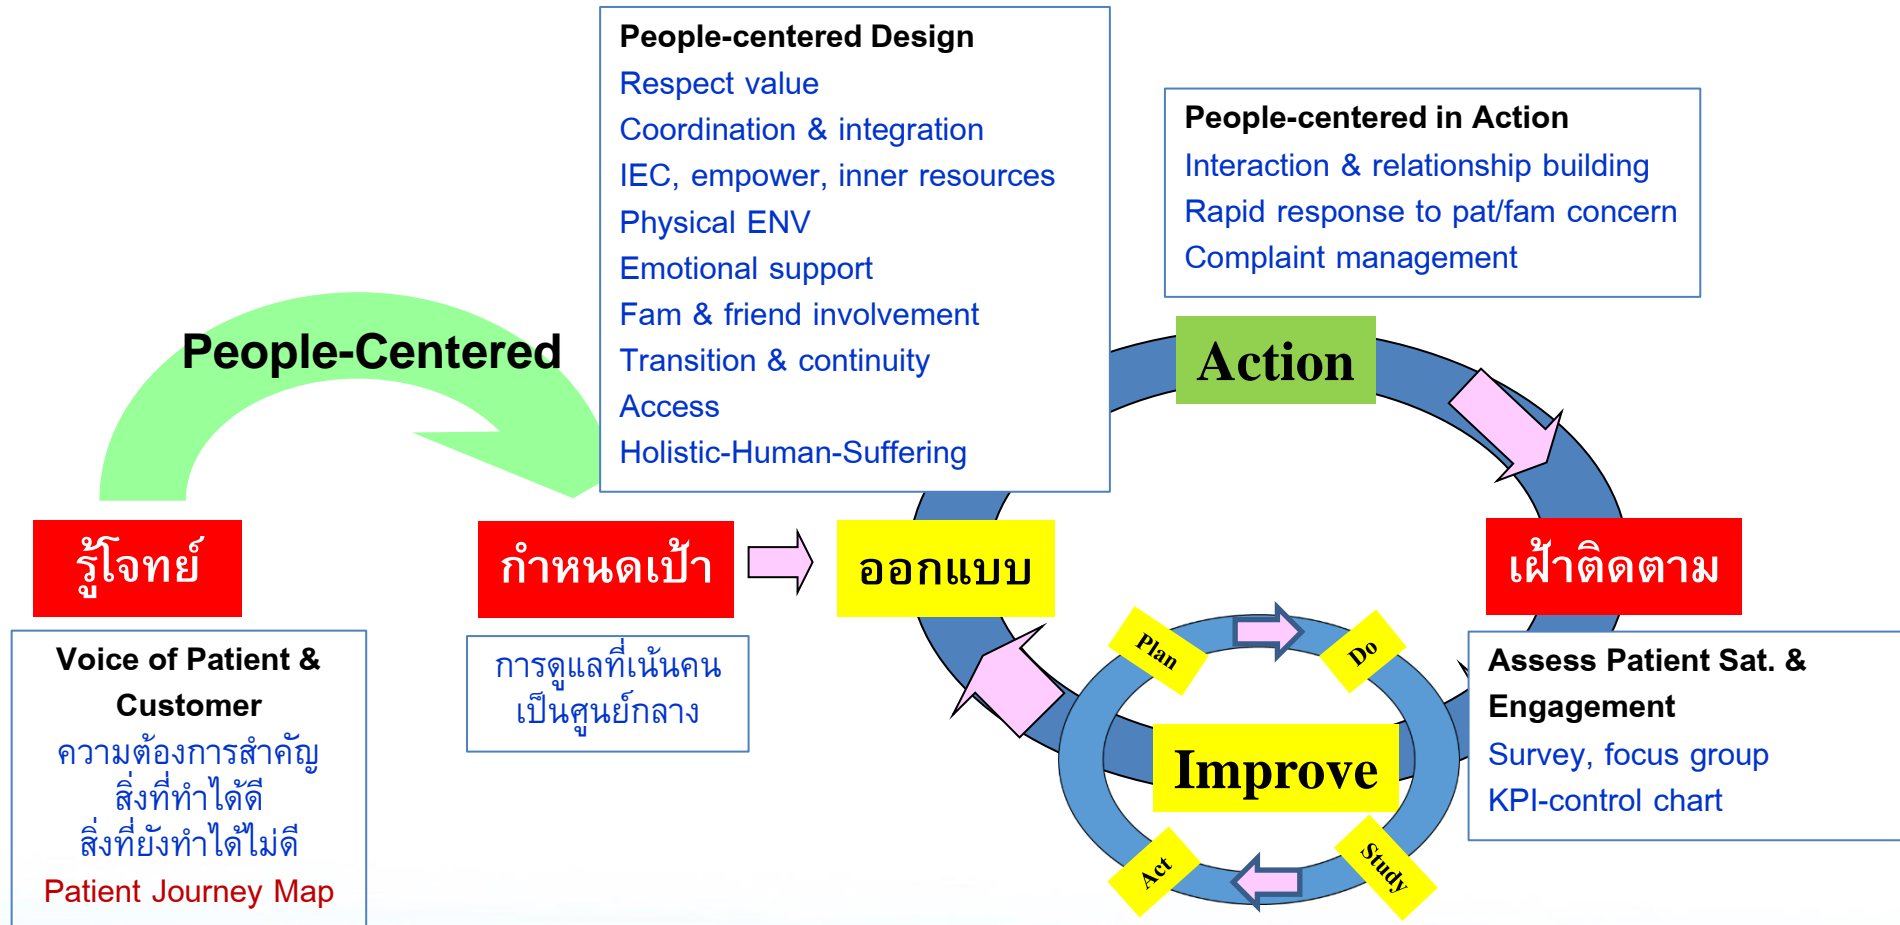 People-centered Design
Respect value
Coordination & integration
IEC, empower, inner resources
Physical ENV
Emotional support
Fam & friend involvement
Transition & continuity
Access
Holistic-Human-Suffering
People-centered in Action
Interaction & relationship building
Rapid response to pat/fam concern
Complaint management
People-Centered
Action
รู้โจทย์
กำหนดเป้า
ออกแบบ
เฝ้าติดตาม
Voice of Patient &
Customer
ความต้องการสำคัญ
สิ่งที่ทำได้ดี
สิ่งที่ยังทำได้ไม่ดี
Patient Journey Map
การดูแลที่เน้นคน
เป็นศูนย์กลาง
Plan
Do
Improve
Act
Study
Assess Patient Sat. &
Engagement
Survey, focus group
KPI-control chart